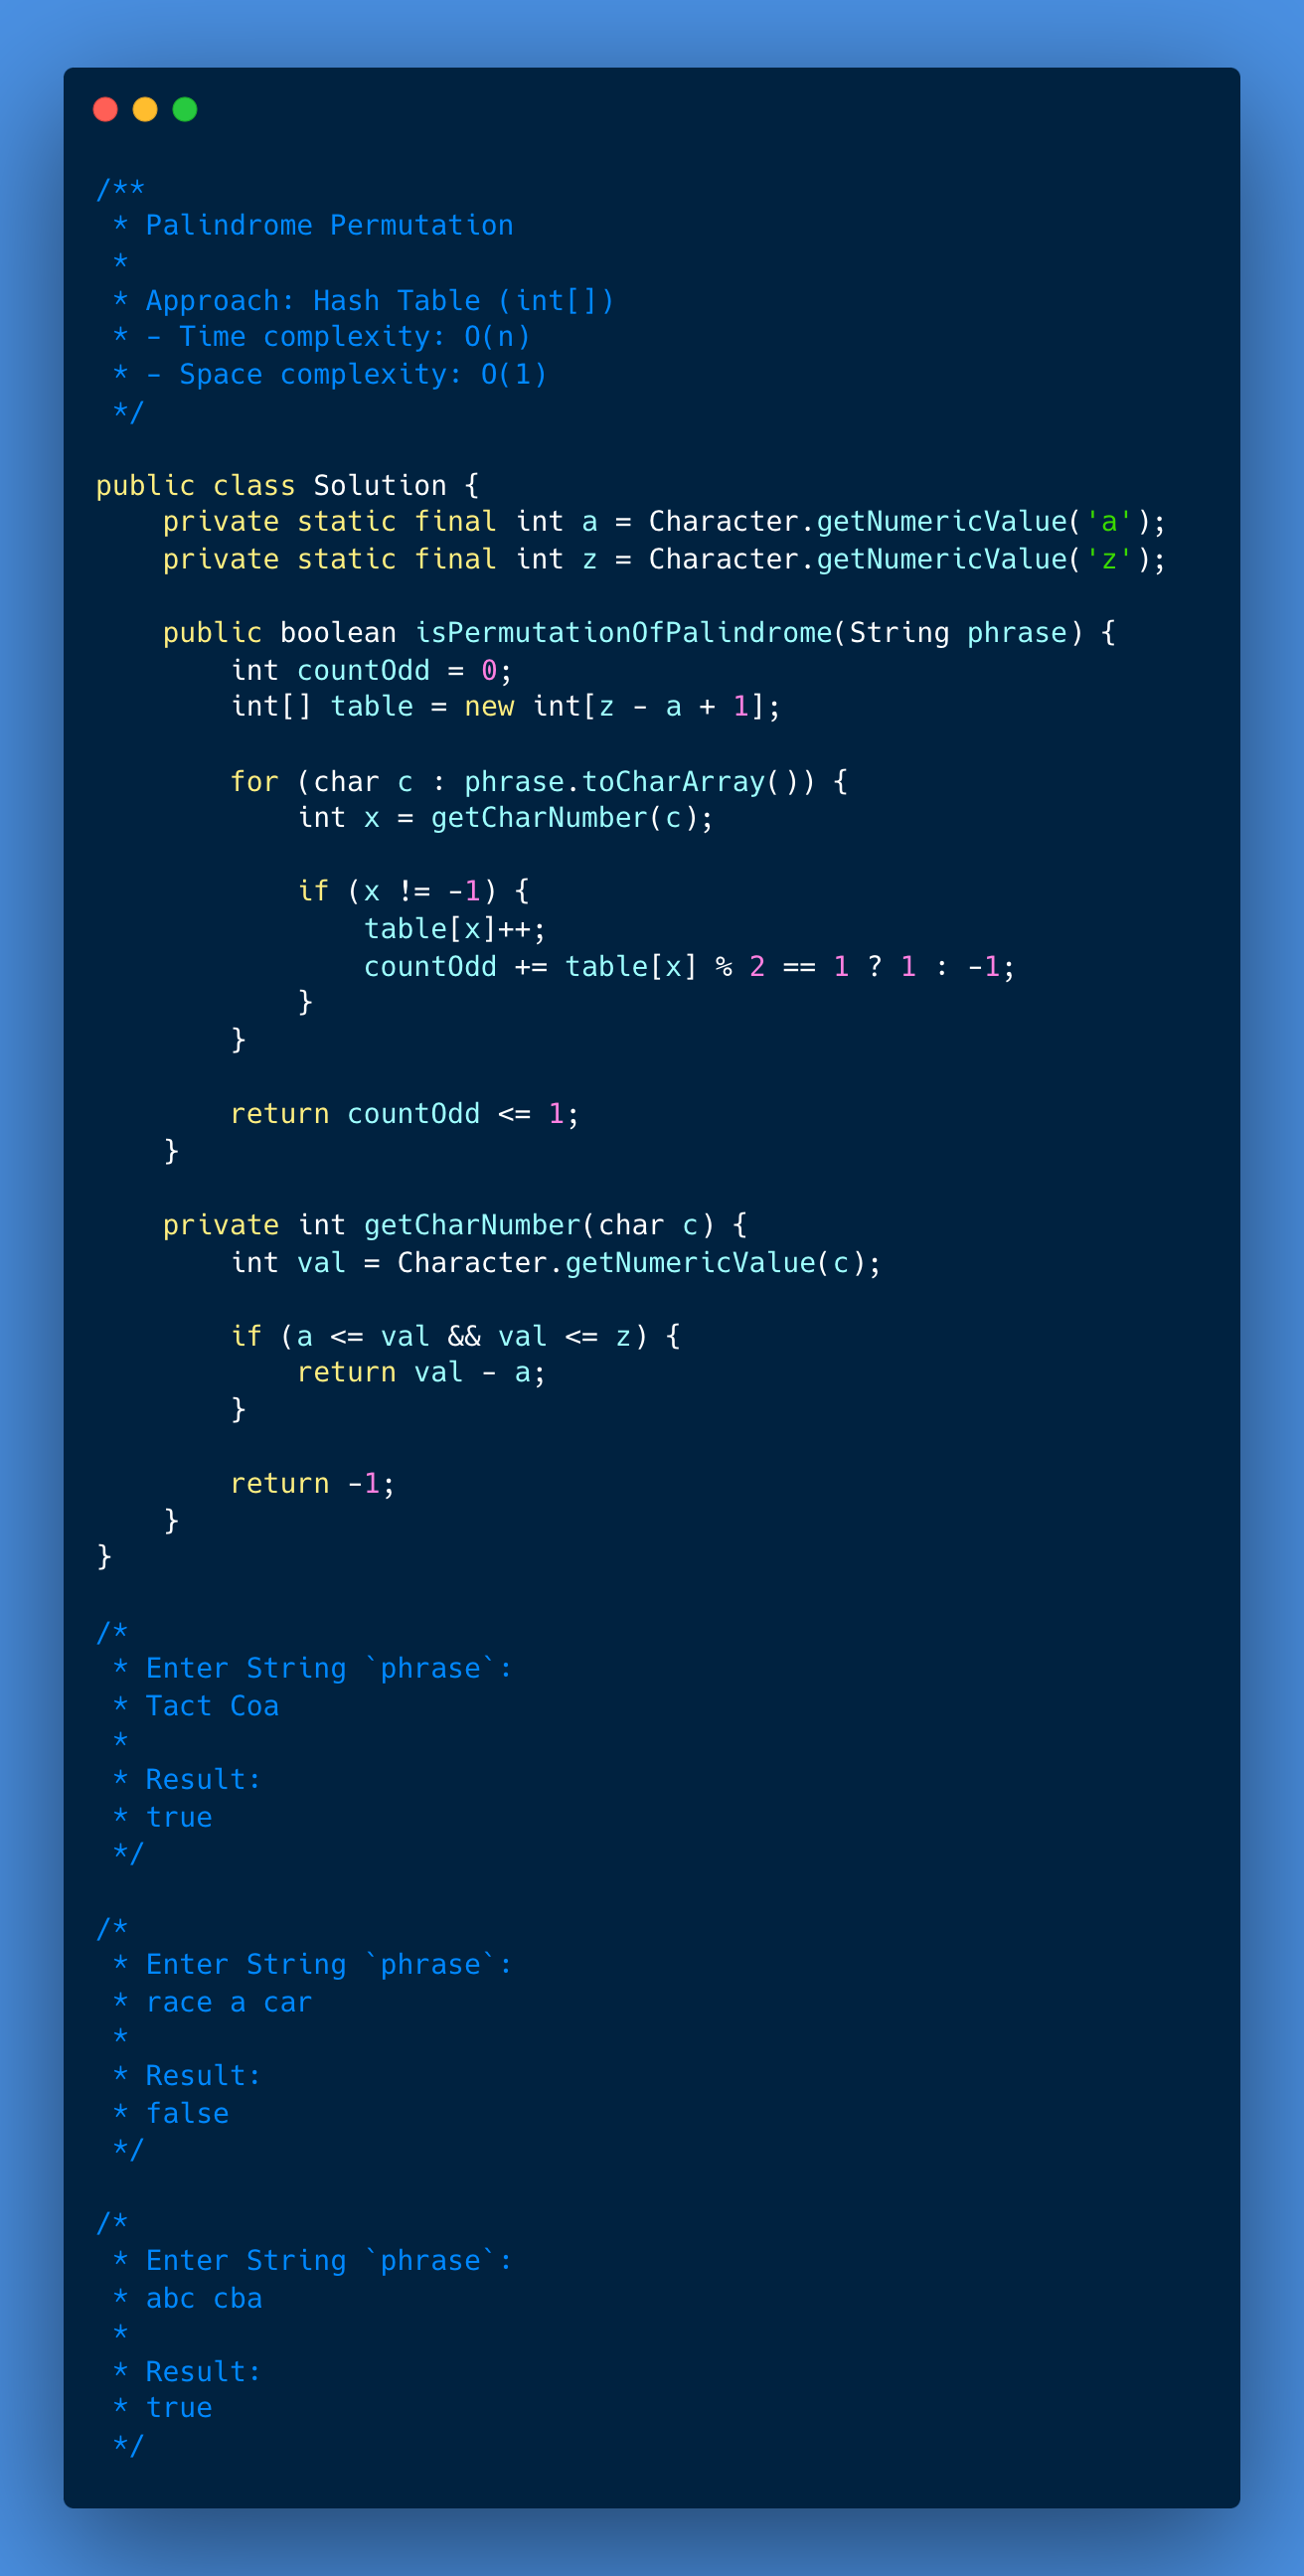 /**
 * Palindrome Permutation
 *
 * Approach: Hash Table (int[])
 * - Time complexity: O(n)
 * - Space complexity: O(1)
 */

public class Solution {
    private static final int a = Character.getNumericValue('a');
    private static final int z = Character.getNumericValue('z');

    public boolean isPermutationOfPalindrome(String phrase) {
        int countOdd = 0;
        int[] table = new int[z - a + 1];

        for (char c : phrase.toCharArray()) {
            int x = getCharNumber(c);

            if (x != -1) {
                table[x]++;
                countOdd += table[x] % 2 == 1 ? 1 : -1;
            }
        }

        return countOdd <= 1;
    }

    private int getCharNumber(char c) {
        int val = Character.getNumericValue(c);

        if (a <= val && val <= z) {
            return val - a;
        }

        return -1;
    }
}

/*
 * Enter String `phrase`:
 * Tact Coa
 *
 * Result:
 * true
 */

/*
 * Enter String `phrase`:
 * race a car
 *
 * Result:
 * false
 */

/*
 * Enter String `phrase`:
 * abc cba
 *
 * Result:
 * true
 */